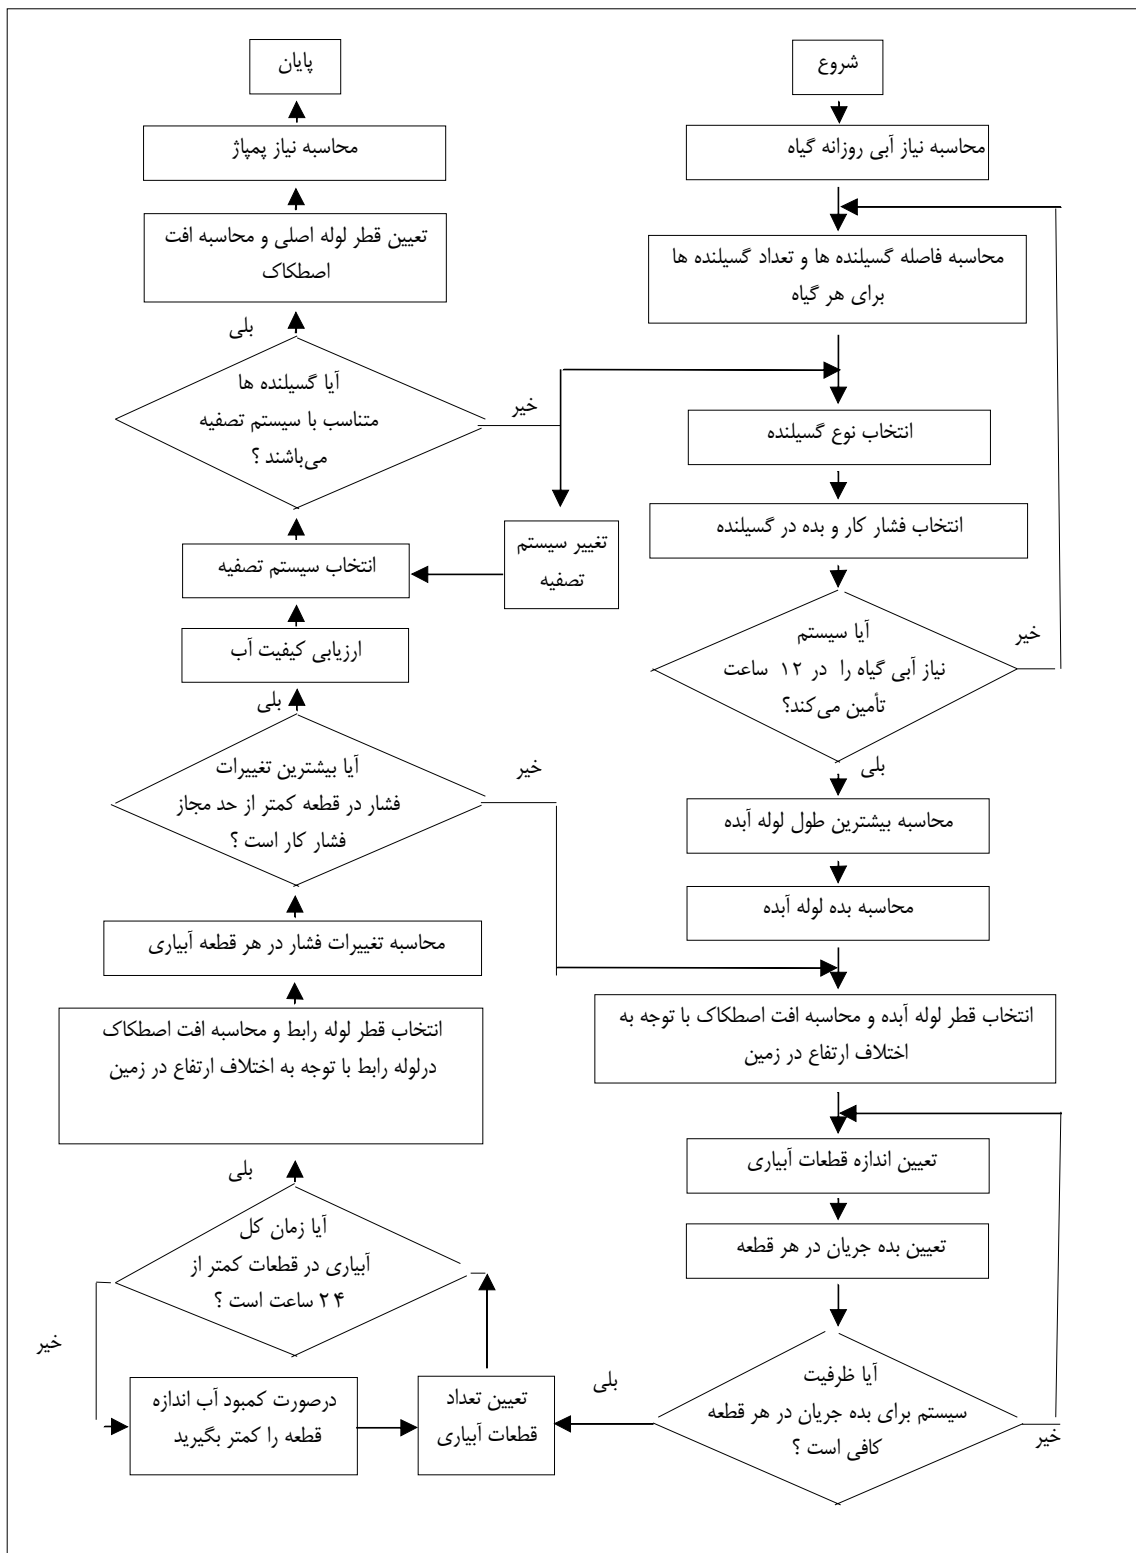 شروع
محاسبه نیاز آبی روزانه گیاه
محاسبه فاصله گسیلنده ها و تعداد گسیلنده ها
برای هر گیاه
انتخاب نوع گسیلنده
انتخاب فشار کار و بده در گسیلنده
آیا سیستم
نیاز آبی گیاه را در ۱۲ ساعت
تأمین می‌کند؟
خیر
بلی
محاسبه بیشترین طول لوله آبده
محاسبه بده لوله آبده
انتخاب قطر لوله آبده و محاسبه افت اصطکاک با توجه به
اختلاف ارتفاع در زمین
تعیین اندازه قطعات آبیاری
تعیین بده جریان در هر قطعه
آیا ظرفیت
سیستم برای بده جریان در هر قطعه
کافی است ؟
خیر
بلی
تعیین تعداد
قطعات آبیاری
درصورت کمبود آب اندازه
قطعه را کمتر بگیرید
خیر
آیا زمان کل
آبیاری در قطعات کمتر از
۲۴ ساعت است ؟
بلی
انتخاب قطر لوله رابط و محاسبه افت اصطکاک
درلوله رابط با توجه به اختلاف ارتفاع در زمین
محاسبه تغییرات فشار در هر قطعه آبیاری
آیا بیشترین تغییرات
فشار در قطعه کمتر از حد مجاز
فشار کار است ؟
خیر
بلی
ارزیابی کیفیت آب
انتخاب سیستم تصفیه
تغییر سیستم
تصفیه
آیا گسیلنده ها
متناسب با سیستم تصفیه
می‌باشند ؟
خیر
بلی
تعیین قطر لوله اصلی و محاسبه افت
اصطکاک
محاسبه نیاز پمپاژ
پایان